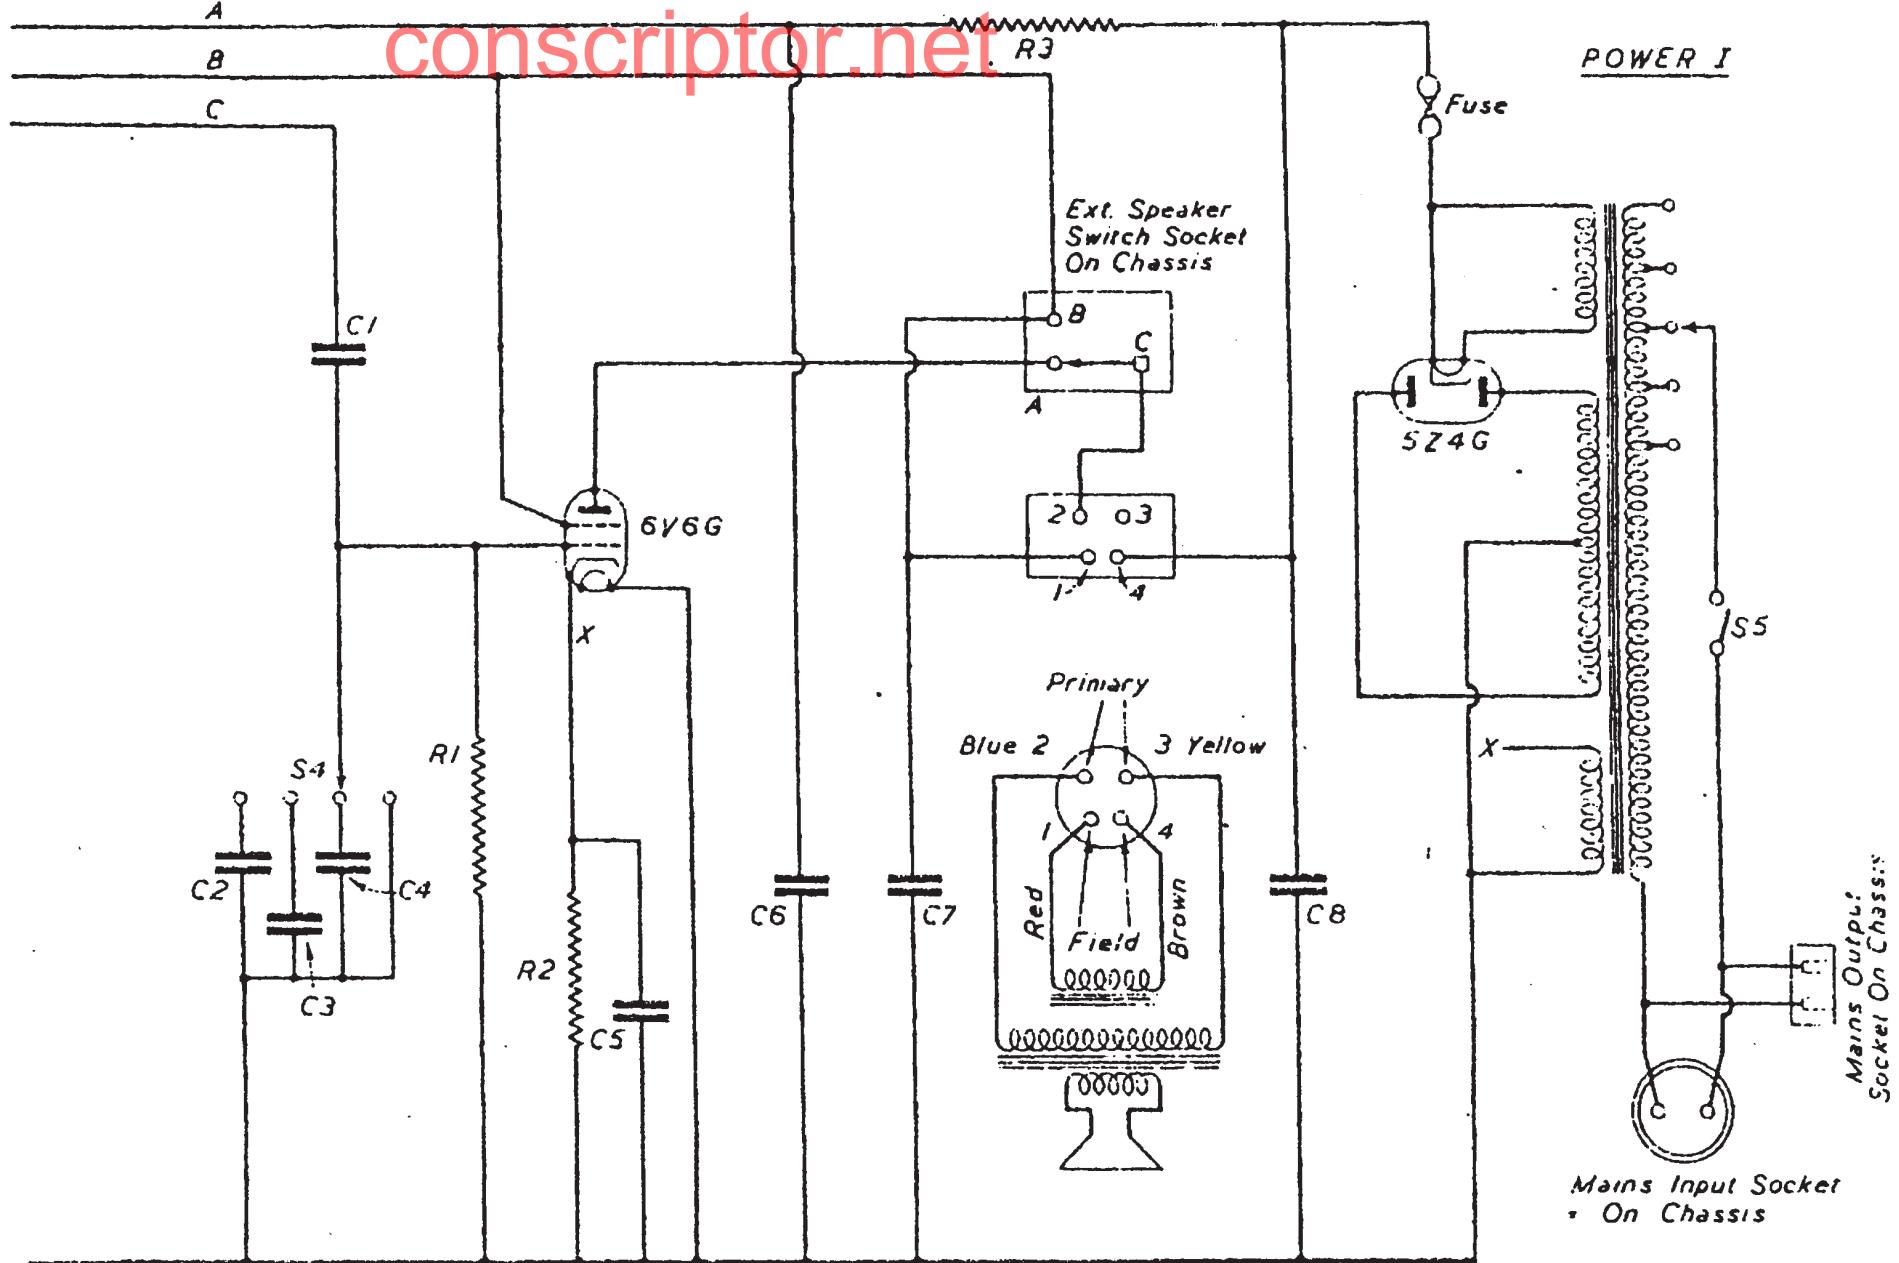 A
conscriptor.net
R3
B
C
POWER I
Fuse
Ext. Speaker
Switch Socket
On Chassis
C1
B
C
A
5Z4G
6V6G
2
3
1
4
X
S5
Primary
Blue 2
3 Yellow
X
R1
S4
1
4
C2
C4
C3
Red
Brown
Field
C6
C7
C8
R2
C5
Mains Output
Socket On Chassis
Mains Input Socket
On Chassis